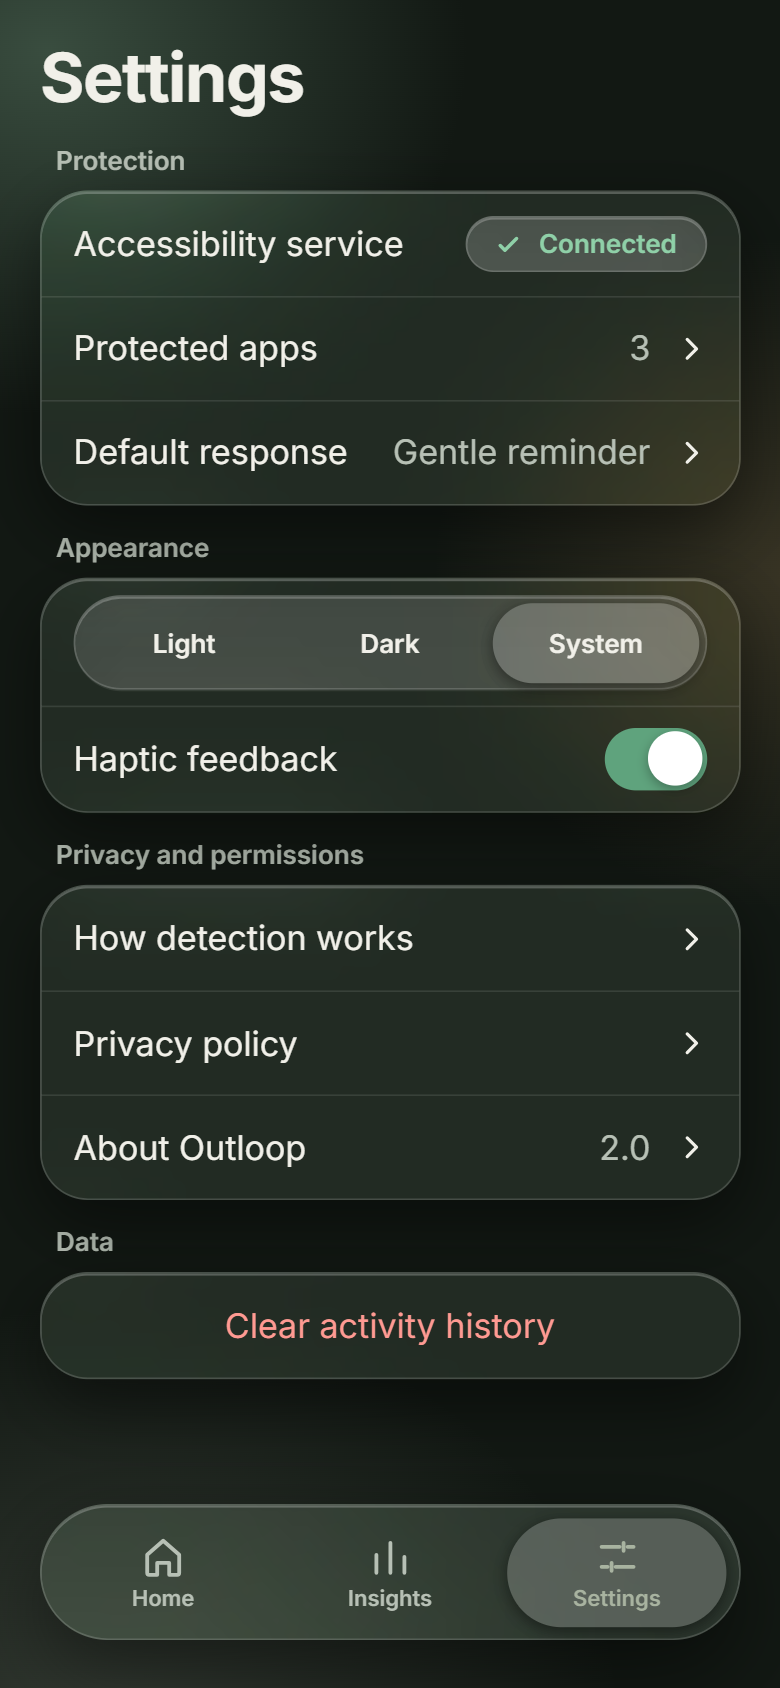 Settings
Protection
Accessibility service
Connected
Protected apps
3
Default response
Gentle reminder
Appearance
Light
Dark
System
Haptic feedback
Privacy and permissions
How detection works
Privacy policy
About Outloop
2.0
Data
Clear activity history
Home
Insights
Settings